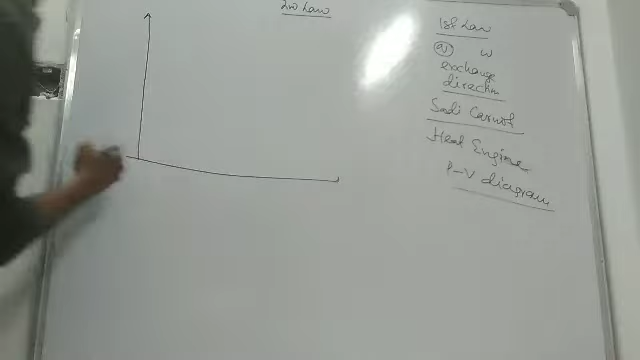 2nd Law
1st Law
Q W
exchange
direction
Sadi Carnot
Heat Engine
P-V diagram